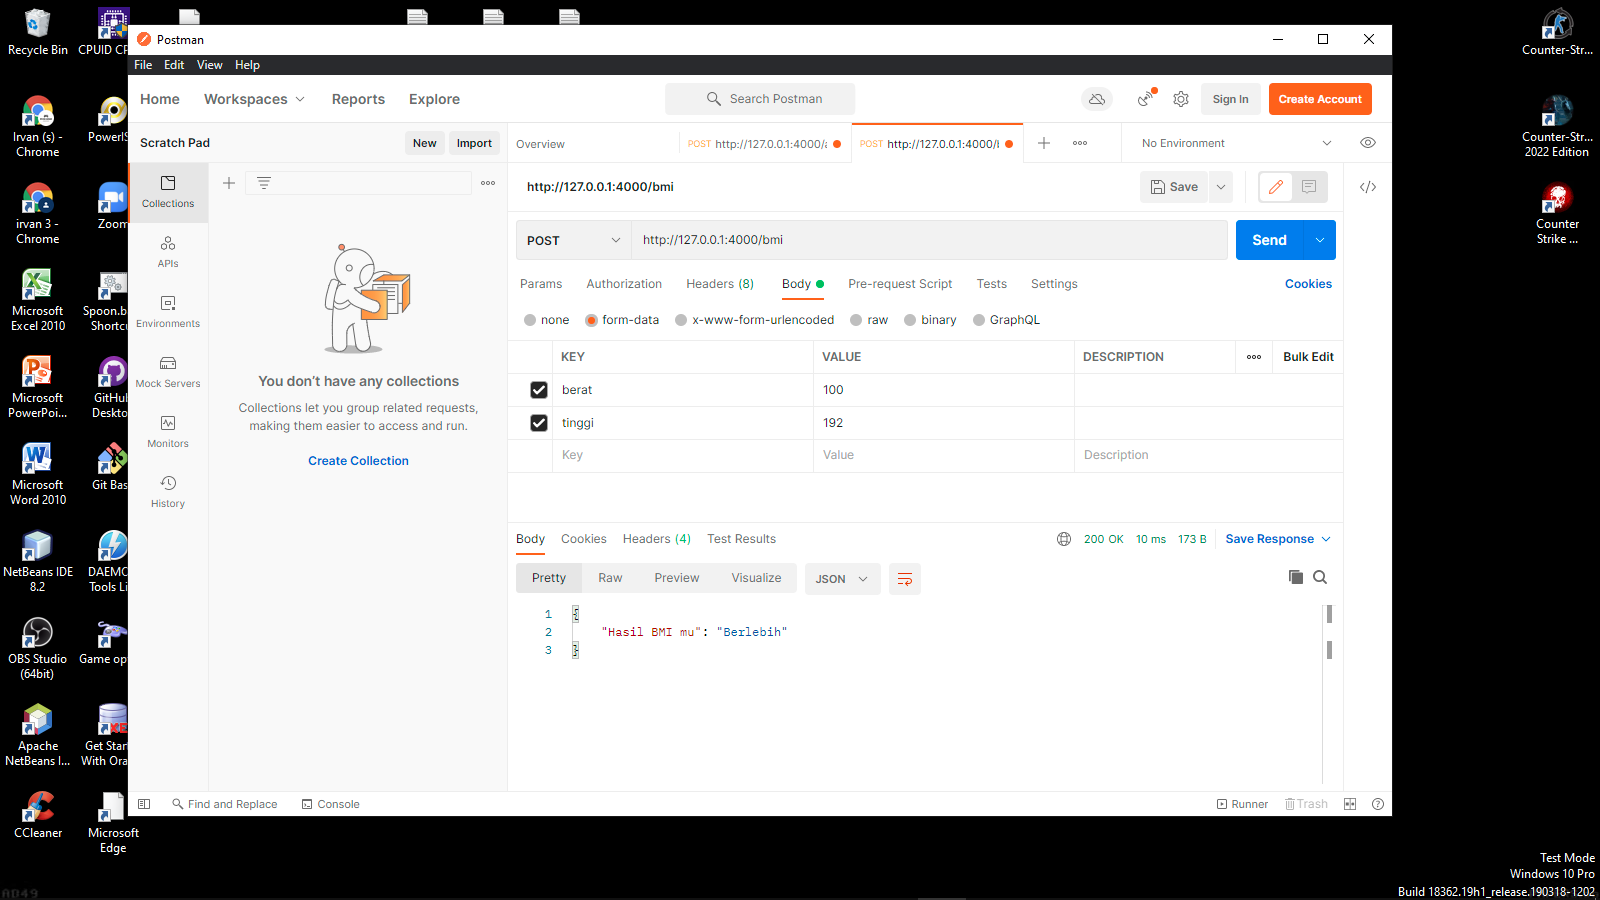 Recycle Bin
CPUID CP
Irvan (s) -
Chrome
PowerIS
irvan 3 -
Chrome
Zoom
Microsoft
Excel 2010
Spoon.b
Shortcu
Microsoft
PowerPoi...
GitHub
Deskto
Microsoft
Word 2010
Git Bas
NetBeans IDE
8.2
DAEMO
Tools Li
OBS Studio
(64bit)
Game op
Apache
NetBeans I...
Get Start
With Ora
CCleaner
Microsoft
Edge
Postman
File Edit View Help
Home Workspaces Reports Explore
Search Postman
Sign In
Create Account
Scratch Pad
New
Import
Overview
POST http://127.0.0.1:4000/
POST http://127.0.0.1:4000/
No Environment
Collections
APIs
Environments
Mock Servers
Monitors
History
You don't have any collections
Collections let you group related requests,
making them easier to access and run.
Create Collection
http://127.0.0.1:4000/bmi
Save
</>
POST http://127.0.0.1:4000/bmi
Send
Params Authorization Headers (8) Body Pre-request Script Tests Settings Cookies
none form-data x-www-form-urlencoded raw binary GraphQL
KEY VALUE DESCRIPTION Bulk Edit
berat 100
tinggi 192
Key Value Description
Body Cookies Headers (4) Test Results
200 OK 10 ms 173 B Save Response
Pretty Raw Preview Visualize JSON
1 {
2 "Hasil BMI mu": "Berlebih"
3 }
Find and Replace Console
Runner Trash
Counter-Str...
Counter-Str...
2022 Edition
Counter
Strike ...
Test Mode
Windows 10 Pro
Build 18362.19h1_release.190318-1202